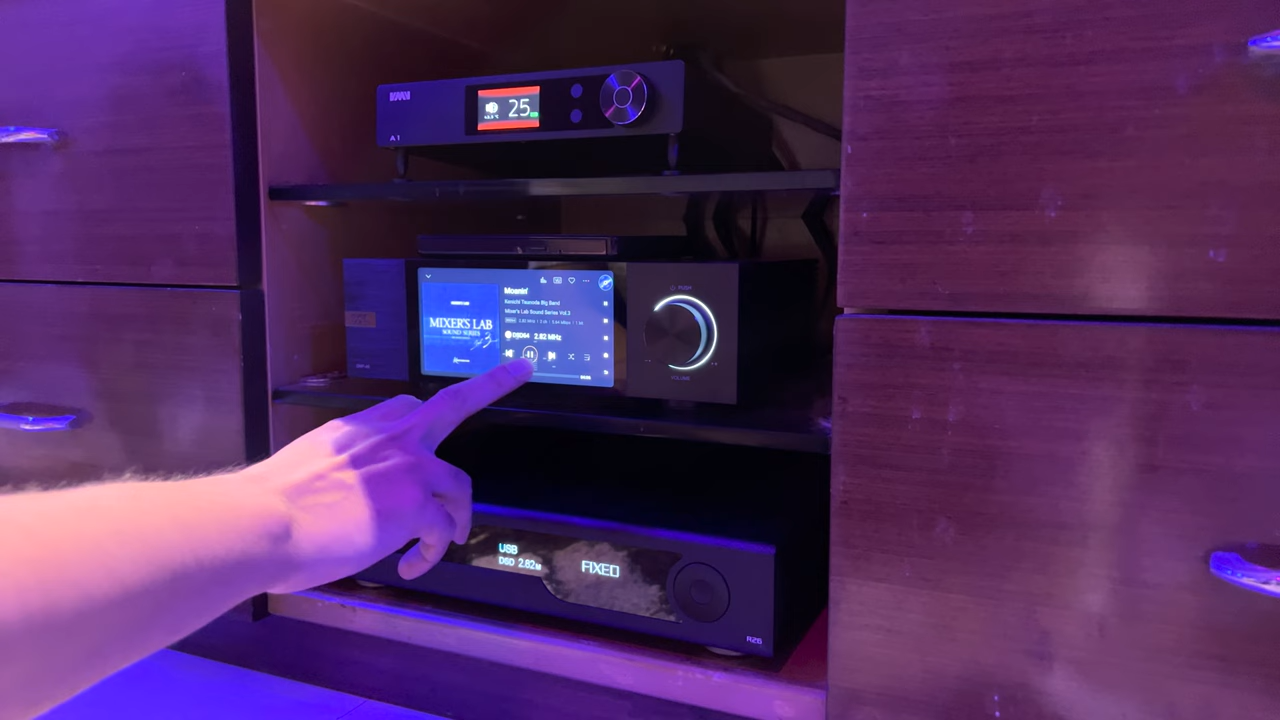 A1
25
Moanin'
Kenichi Tsunoda Big Band
Mixer's Lab Sound Series Vol.3
MIXER'S LAB
SOUND SERIES
DSD64 2.82 MHz
PUSH
VOLUME
USB
DSD 2.82M
FIXED
R26